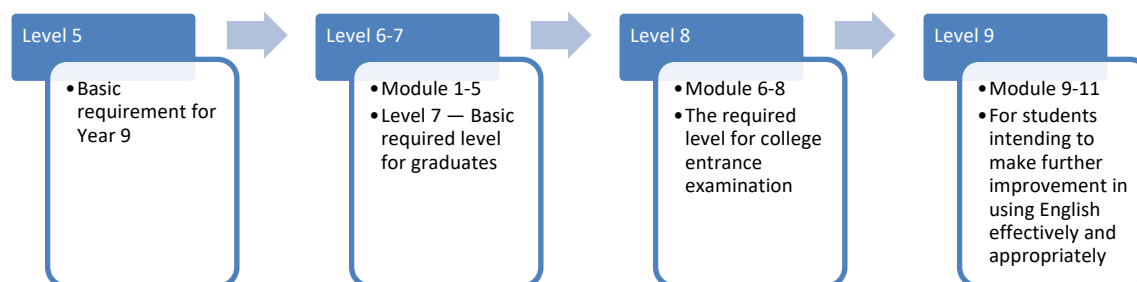 Level 5
•Basic
requirement for
Year 9
Level 6-7
•Module 1-5
•Level 7 — Basic
required level
for graduates
Level 8
•Module 6-8
•The required
level for college
entrance
examination
Level 9
•Module 9-11
•For students
intending to
make further
improvement in
using English
effectively and
appropriately